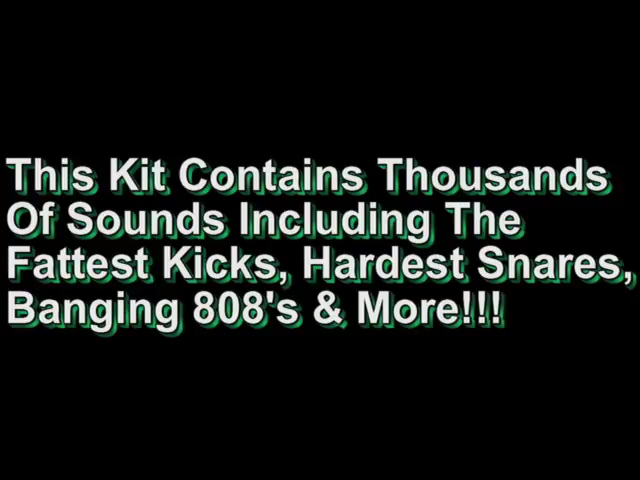 This Kit Contains Thousands
Of Sounds Including The
Fattest Kicks, Hardest Snares,
Banging 808's & More!!!